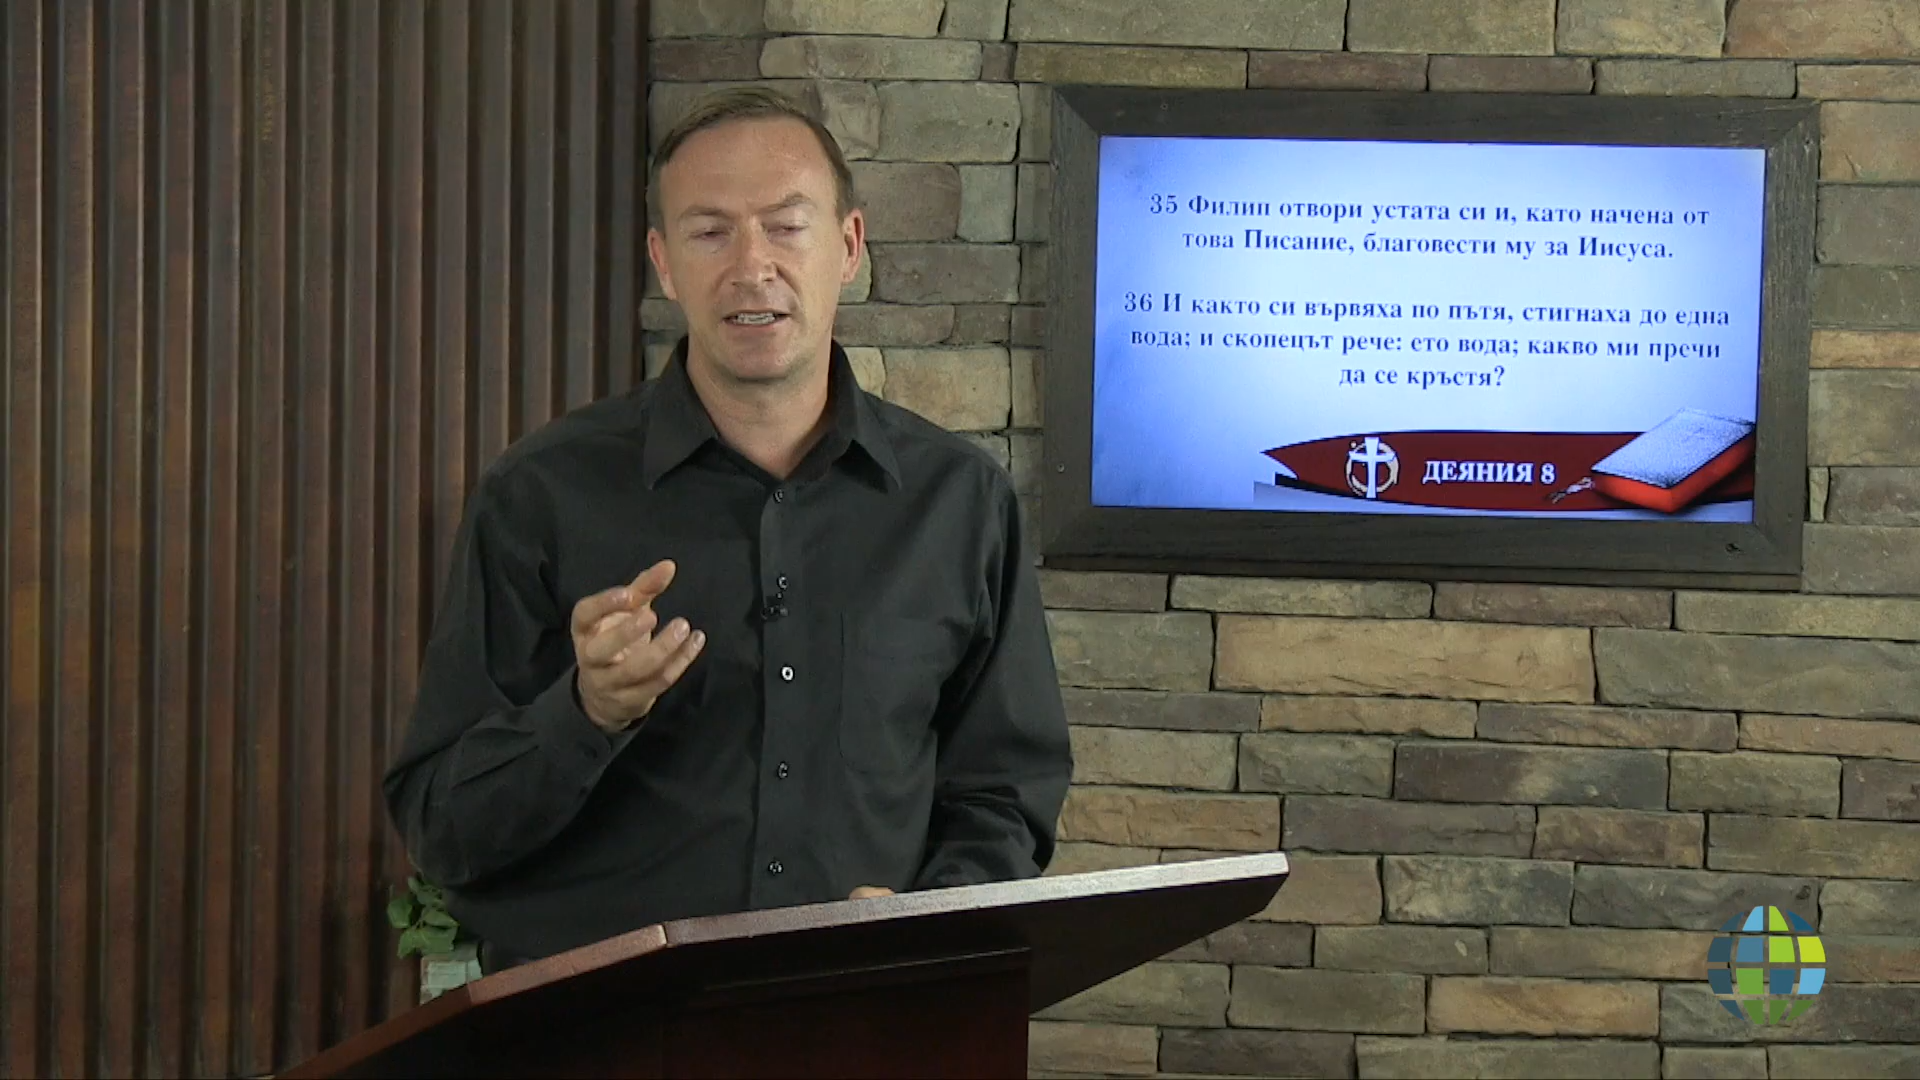 35 Филип отвори устата си и, като начена от
това Писание, благовести му за Иисуса.
36 И както си вървяха по пътя, стигнаха до една
вода; и скопецът рече: ето вода; какво ми пречи
да се кръстя?
ДЕЯНИЯ 8